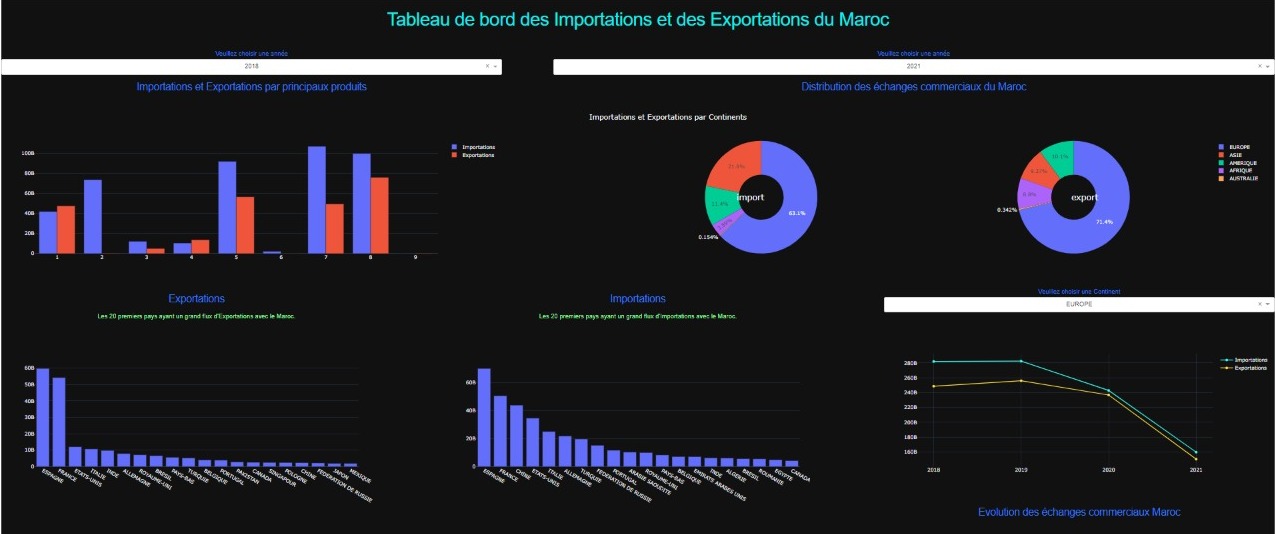 Tableau de bord des Importations et des Exportations du Maroc
Veuillez choisir une année
2018
Importations et Exportations par principaux produits
Importations
Exportations
100B
80B
60B
40B
20B
0
1 2 3 4 5 6 7 8 9
Veuillez choisir une année
2021
Distribution des échanges commerciaux du Maroc
Importations et Exportations par Continents
import
63.1%
11.9%
0.154%
export
71.4%
10.1%
0.342%
EUROPE
ASIE
AMERIQUE
AFRIQUE
AUSTRALIE
Exportations
Les 20 premiers pays ayant un grand flux d'Exportations avec le Maroc.
60B
50B
40B
30B
20B
10B
0
ESPAGNE FRANCE ETATS-UNIS ITALIE INDE ALLEMAGNE ROYAUME-UNI BRESIL PAYS-BAS TURQUIE BELGIQUE PORTUGAL PAKISTAN CANADA SINGAPOUR POLOGNE CHINE FEDERATION DE RUSSIE JAPON MEXIQUE
Importations
Les 20 premiers pays ayant un grand flux d'Importations avec le Maroc.
60B
40B
20B
0
ESPAGNE FRANCE CHINE ETATS-UNIS ITALIE ALLEMAGNE TURQUIE FEDERATION DE RUSSIE PORTUGAL ARABIE SAOUDITE ROYAUME-UNI PAYS-BAS BELGIQUE EMIRATS ARABES UNIS INDE ALGERIE BRESIL ROUMANIE EGYPTE CANADA
Veuillez choisir une Continent
EUROPE
Importations
Exportations
280B
260B
240B
220B
200B
180B
160B
2018 2019 2020 2021
Evolution des échanges commerciaux Maroc